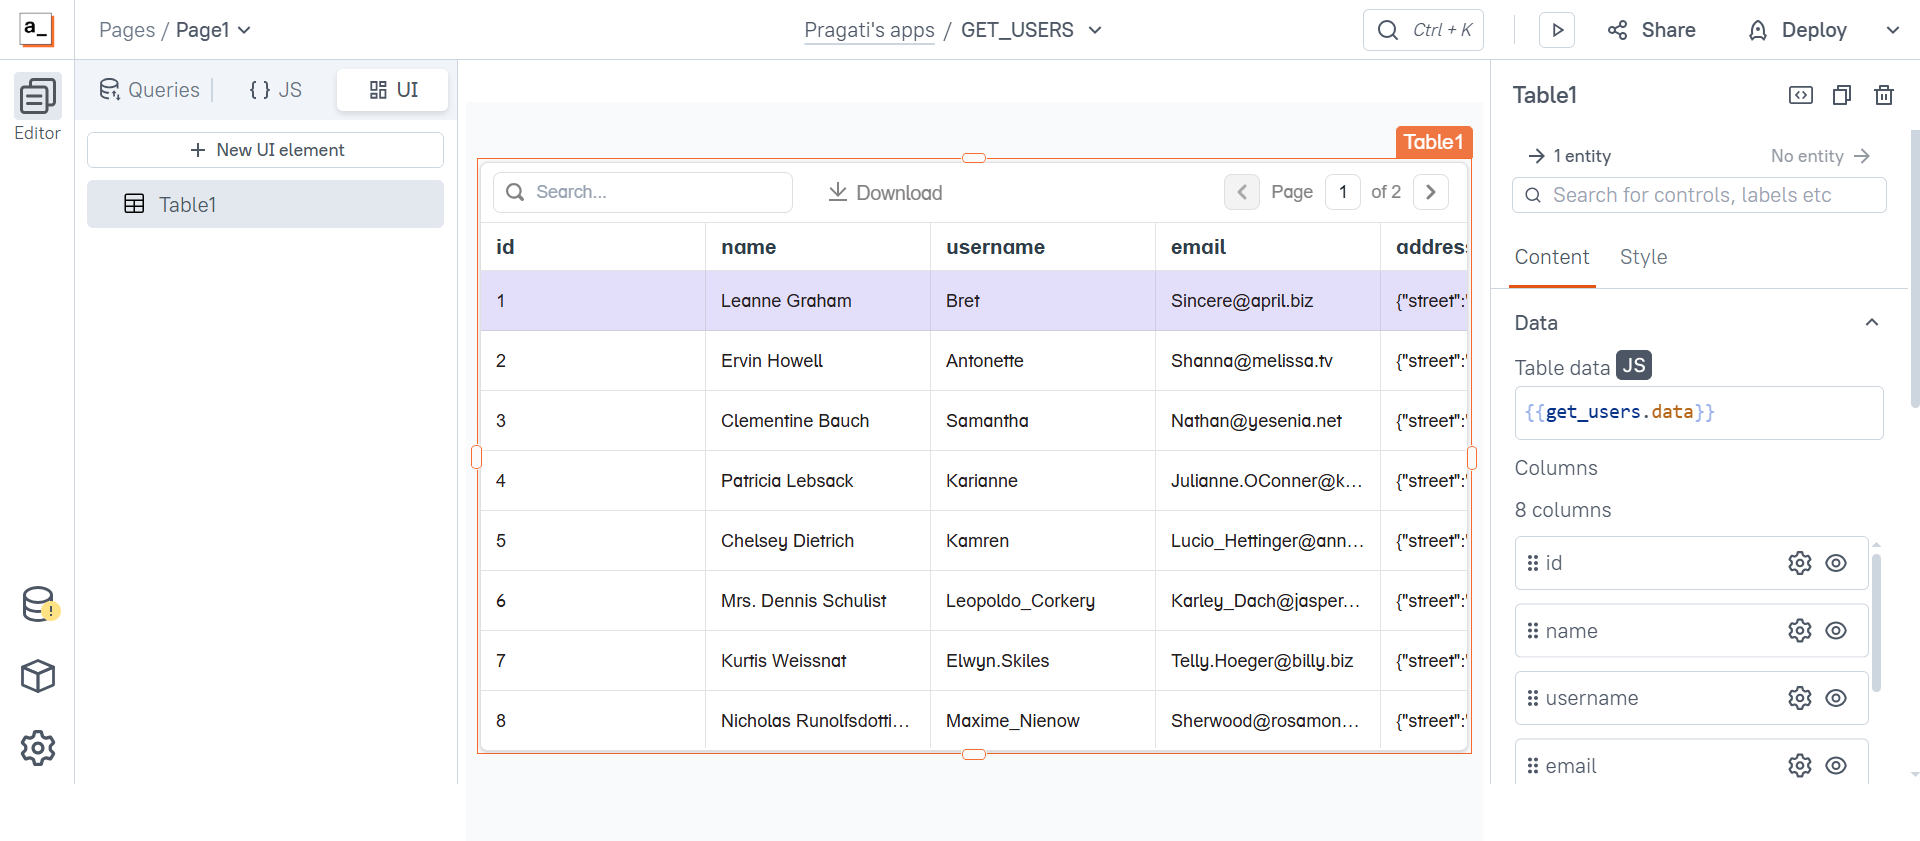 a_
Pages / Page1
Pragati's apps / GET_USERS
Ctrl + K
Share
Deploy
Editor
Queries
{ } JS
UI
+ New UI element
Table1
Table1
Search...
Download
Page 1 of 2
id name username email address
1 Leanne Graham Bret Sincere@april.biz {"street":"
2 Ervin Howell Antonette Shanna@melissa.tv {"street":"
3 Clementine Bauch Samantha Nathan@yesenia.net {"street":"
4 Patricia Lebsack Karianne Julianne.OConner@k... {"street":"
5 Chelsey Dietrich Kamren Lucio_Hettinger@ann... {"street":"
6 Mrs. Dennis Schulist Leopoldo_Corkery Karley_Dach@jasper... {"street":"
7 Kurtis Weissnat Elwyn.Skiles Telly.Hoeger@billy.biz {"street":"
8 Nicholas Runolfsdotti... Maxime_Nienow Sherwood@rosamon... {"street":"
Table1
1 entity
No entity
Search for controls, labels etc
Content Style
Data
Table data JS
{{get_users.data}}
Columns
8 columns
id
name
username
email